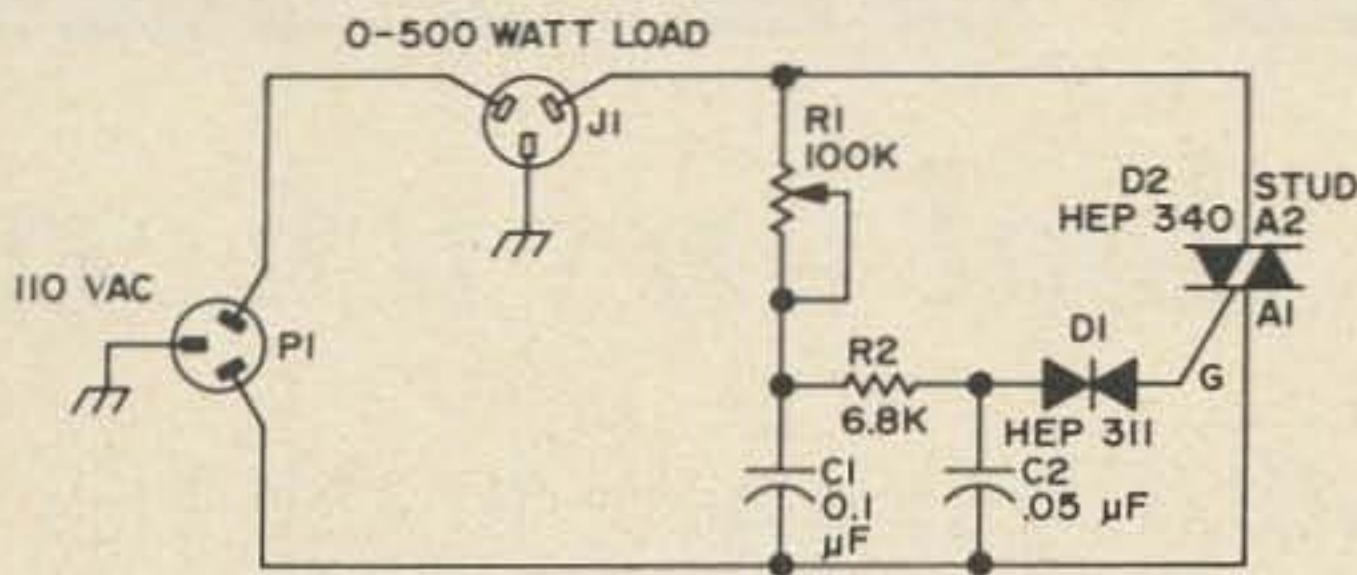 0-500 WATT LOAD
J1
R1
100K
D2
HEP 340
STUD
A2
110 VAC
P1
A1
D1
G
R2
6.8K
HEP 311
C1
0.1
µF
C2
.05 µF